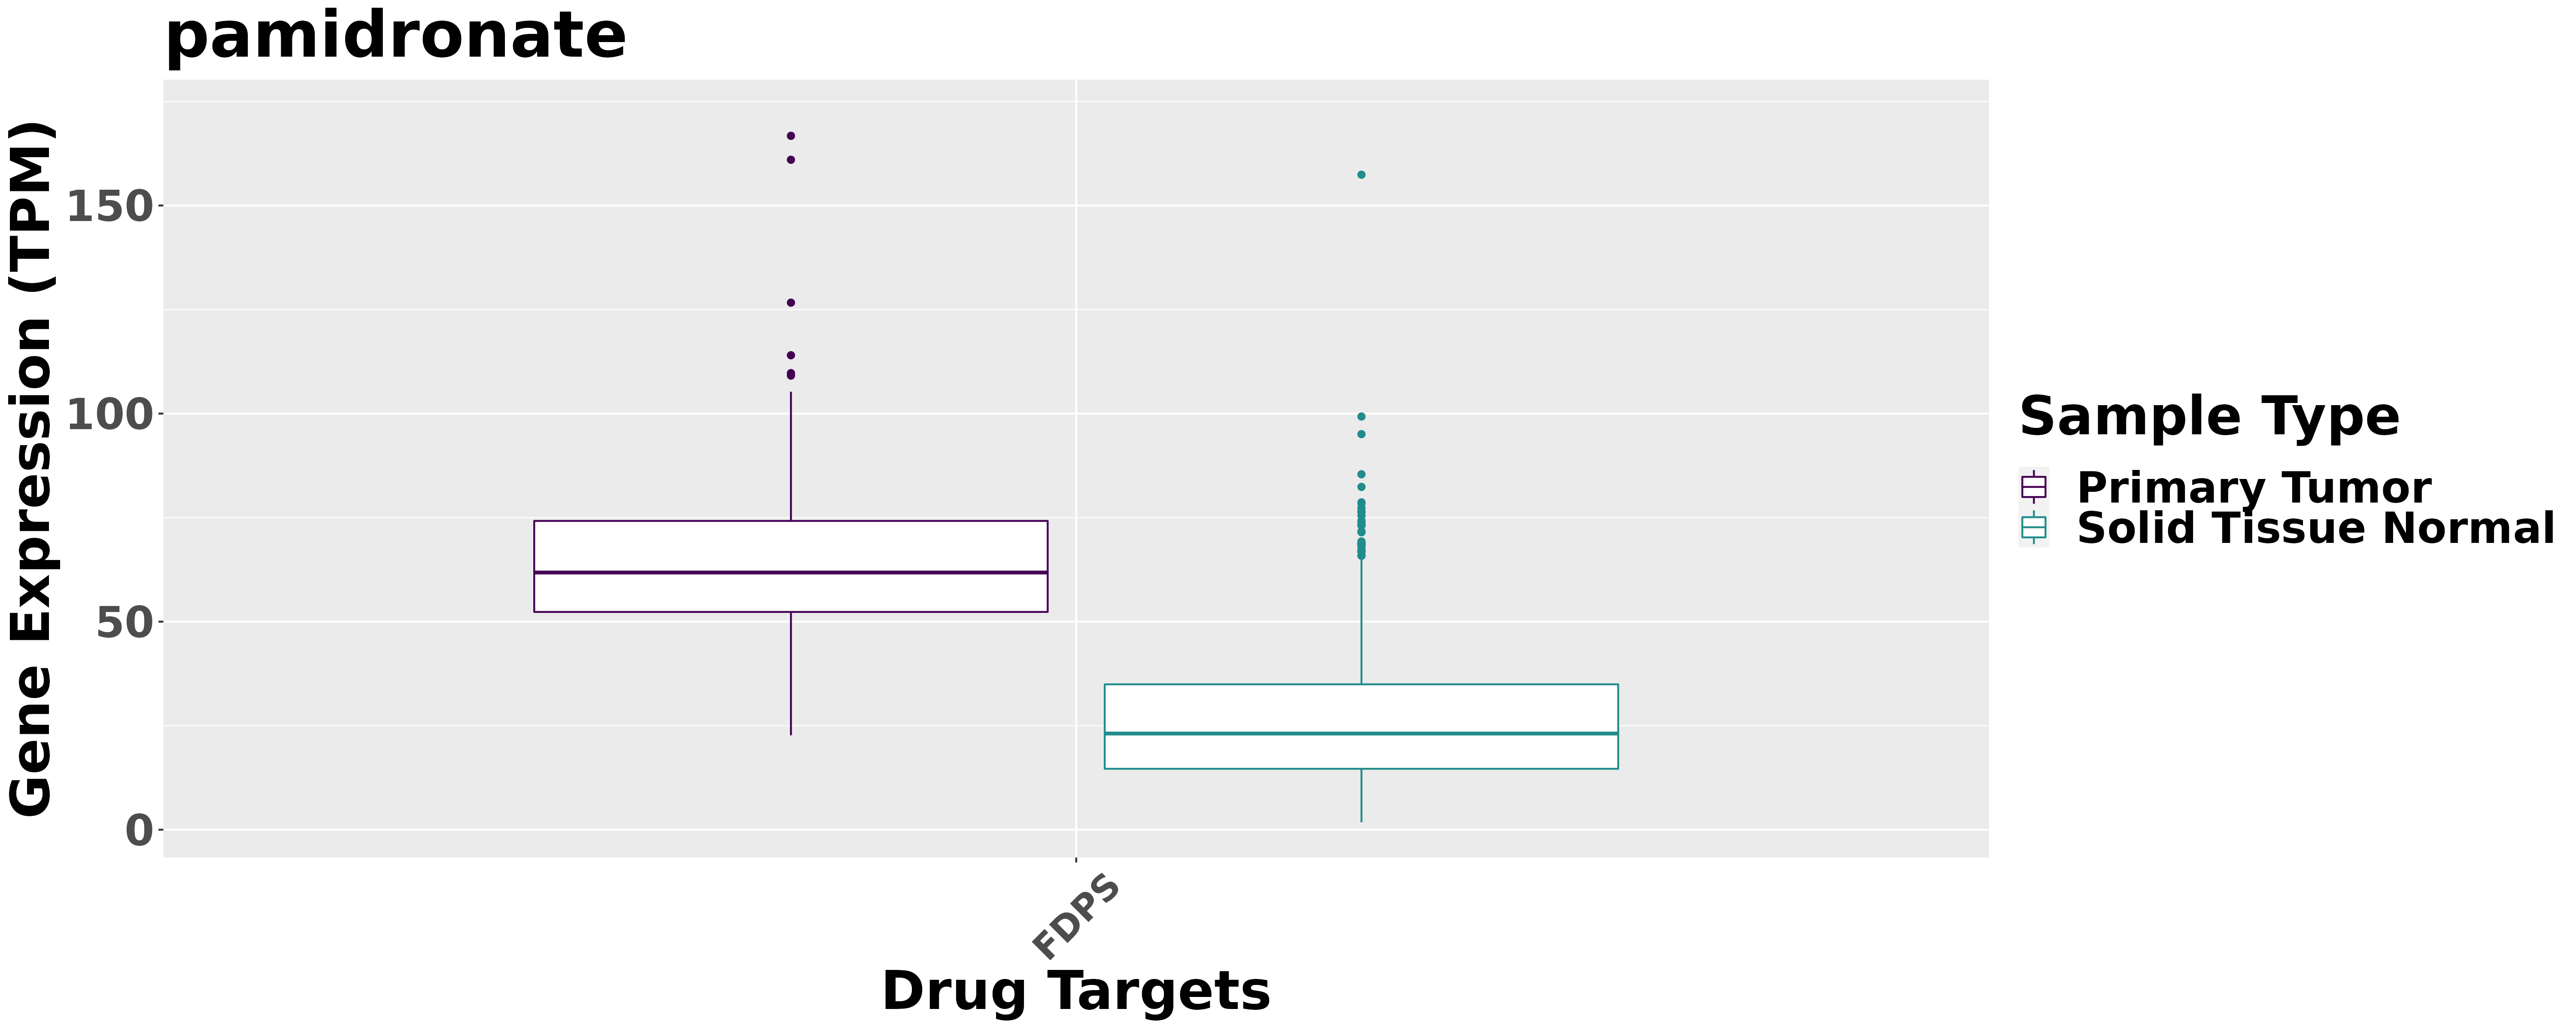 pamidronate
Gene Expression (TPM)
150
100
50
0
FDPS
Drug Targets
Sample Type
Primary Tumor
Solid Tissue Normal